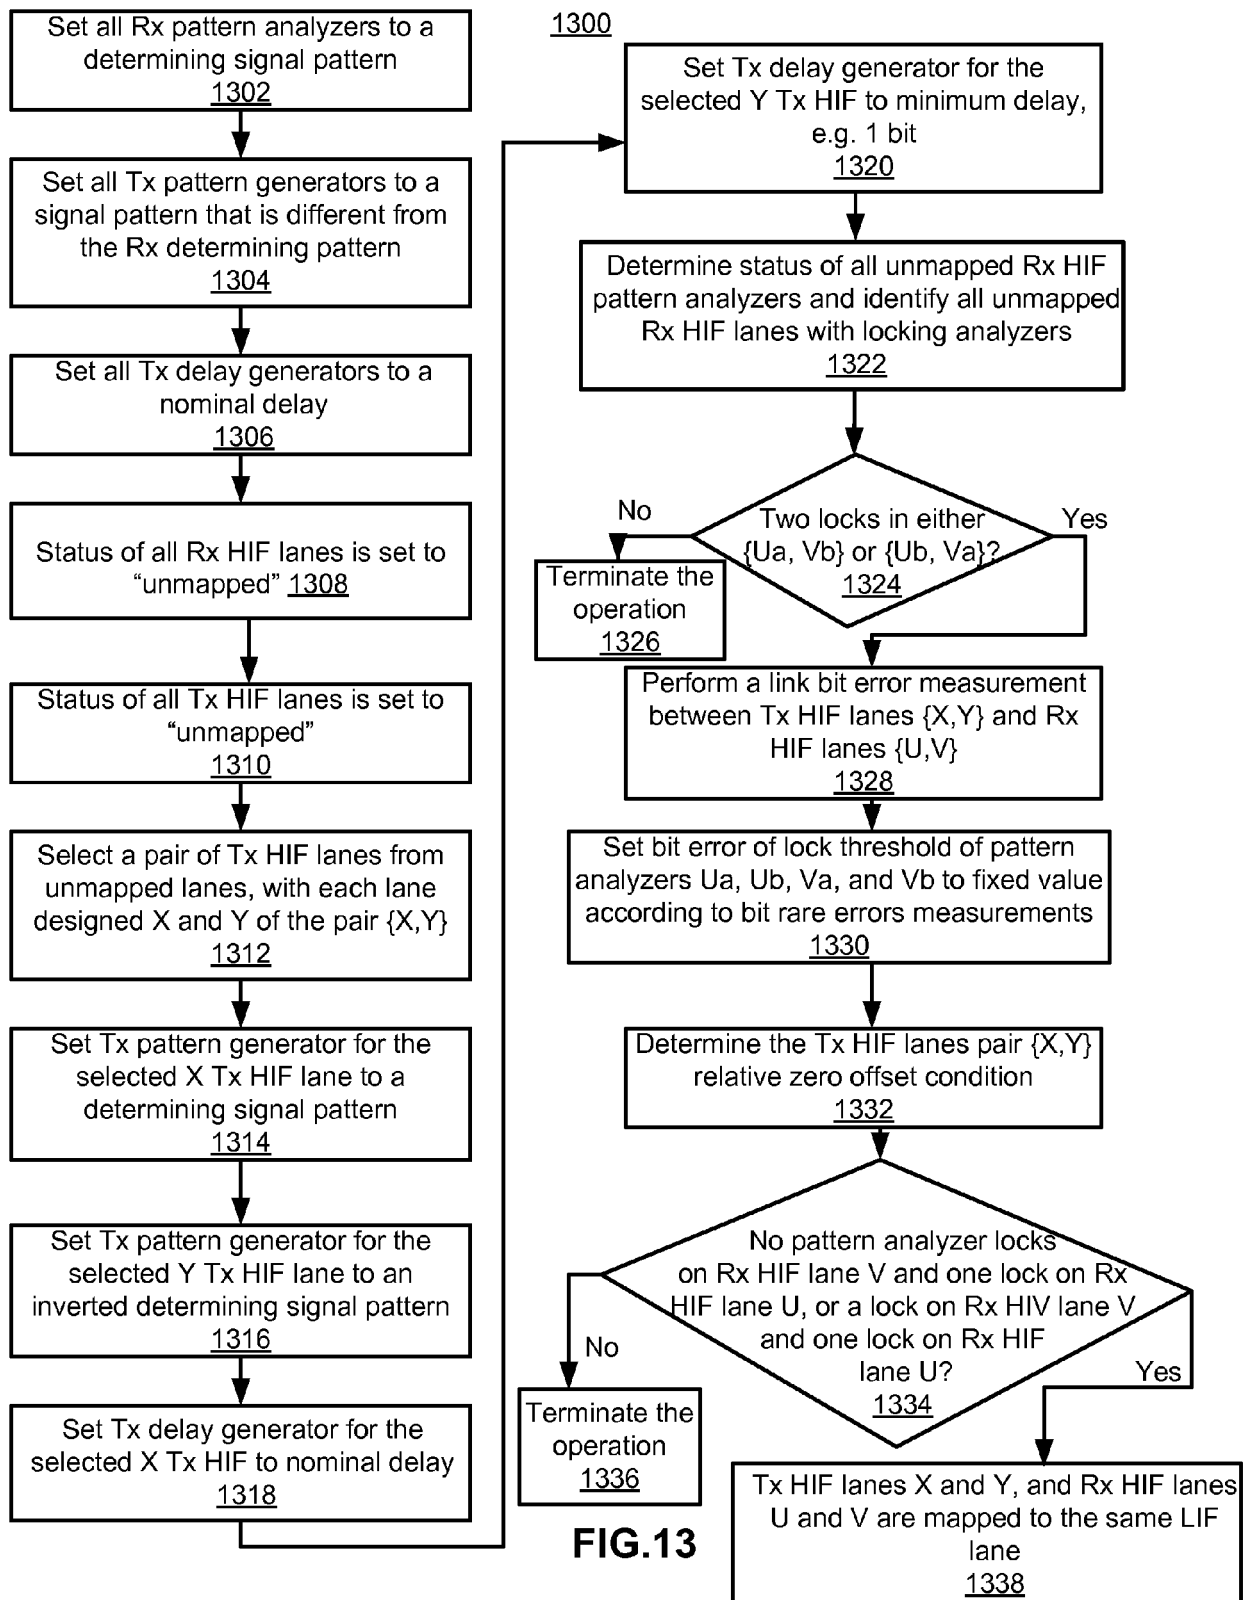 Set all Rx pattern analyzers to a
determining signal pattern
1302
Set all Tx pattern generators to a
signal pattern that is different from
the Rx determining pattern
1304
Set all Tx delay generators to a
nominal delay
1306
Status of all Rx HIF lanes is set to
“unmapped” 1308
Status of all Tx HIF lanes is set to
“unmapped”
1310
Select a pair of Tx HIF lanes from
unmapped lanes, with each lane
designed X and Y of the pair {X,Y}
1312
Set Tx pattern generator for the
selected X Tx HIF lane to a
determining signal pattern
1314
Set Tx pattern generator for the
selected Y Tx HIF lane to an
inverted determining signal pattern
1316
Set Tx delay generator for the
selected X Tx HIF to nominal delay
1318
1300
Set Tx delay generator for the
selected Y Tx HIF to minimum delay,
e.g. 1 bit
1320
Determine status of all unmapped Rx HIF
pattern analyzers and identify all unmapped
Rx HIF lanes with locking analyzers
1322
Two locks in either
{Ua, Vb} or {Ub, Va}?
1324
No
Yes
Terminate the
operation
1326
Perform a link bit error measurement
between Tx HIF lanes {X,Y} and Rx
HIF lanes {U,V}
1328
Set bit error of lock threshold of pattern
analyzers Ua, Ub, Va, and Vb to fixed value
according to bit rare errors measurements
1330
Determine the Tx HIF lanes pair {X,Y}
relative zero offset condition
1332
No pattern analyzer locks
on Rx HIF lane V and one lock on Rx
HIF lane U, or a lock on Rx HIV lane V
and one lock on Rx HIF
lane U?
1334
No
Yes
Terminate the
operation
1336
Tx HIF lanes X and Y, and Rx HIF lanes
U and V are mapped to the same LIF
lane
1338
FIG.13